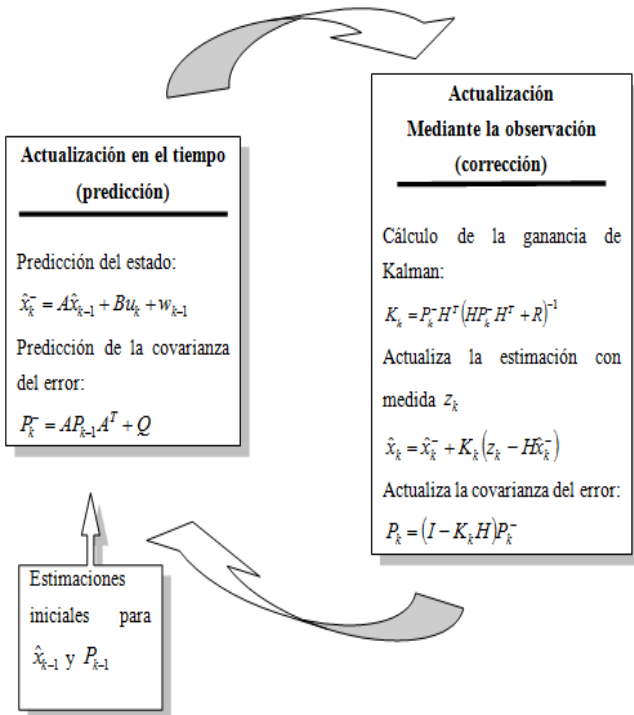 Actualización en el tiempo
(predicción)
Predicción del estado:
x̂ₖ⁻ = Ax̂ₖ₋₁ + Buₖ + wₖ₋₁
Predicción de la covarianza
del error:
Pₖ⁻ = APₖ₋₁Aᵀ + Q
Estimaciones
iniciales para
x̂ₖ₋₁ y Pₖ₋₁
Actualización
Mediante la observación
(corrección)
Cálculo de la ganancia de
Kalman:
Kₖ = Pₖ⁻Hᵀ(HPₖ⁻Hᵀ + R)⁻¹
Actualiza la estimación con
medida zₖ
x̂ₖ = x̂ₖ⁻ + Kₖ(zₖ − Hx̂ₖ⁻)
Actualiza la covarianza del error:
Pₖ = (I − KₖH)Pₖ⁻